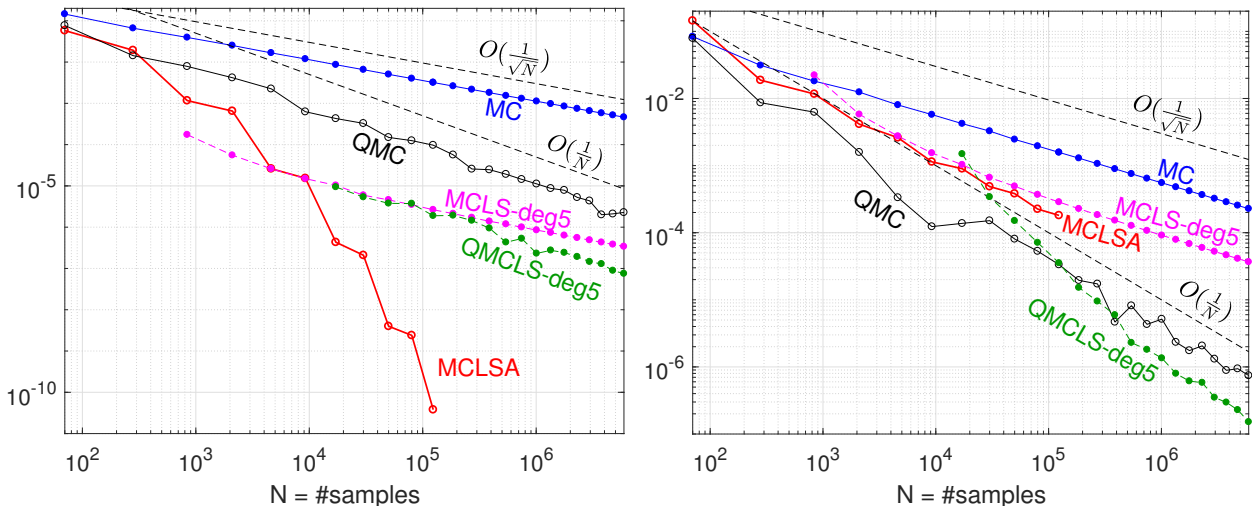 O(1/√N)
MC
QMC
O(1/N)
10^-5
MCLS-deg5
QMCLS-deg5
MCLSA
10^-10
10^2
10^3
10^4
10^5
10^6
N = #samples
10^-2
O(1/√N)
MC
QMC
MCLS-deg5
MCLSA
10^-4
O(1/N)
QMCLS-deg5
10^-6
10^2
10^3
10^4
10^5
10^6
N = #samples